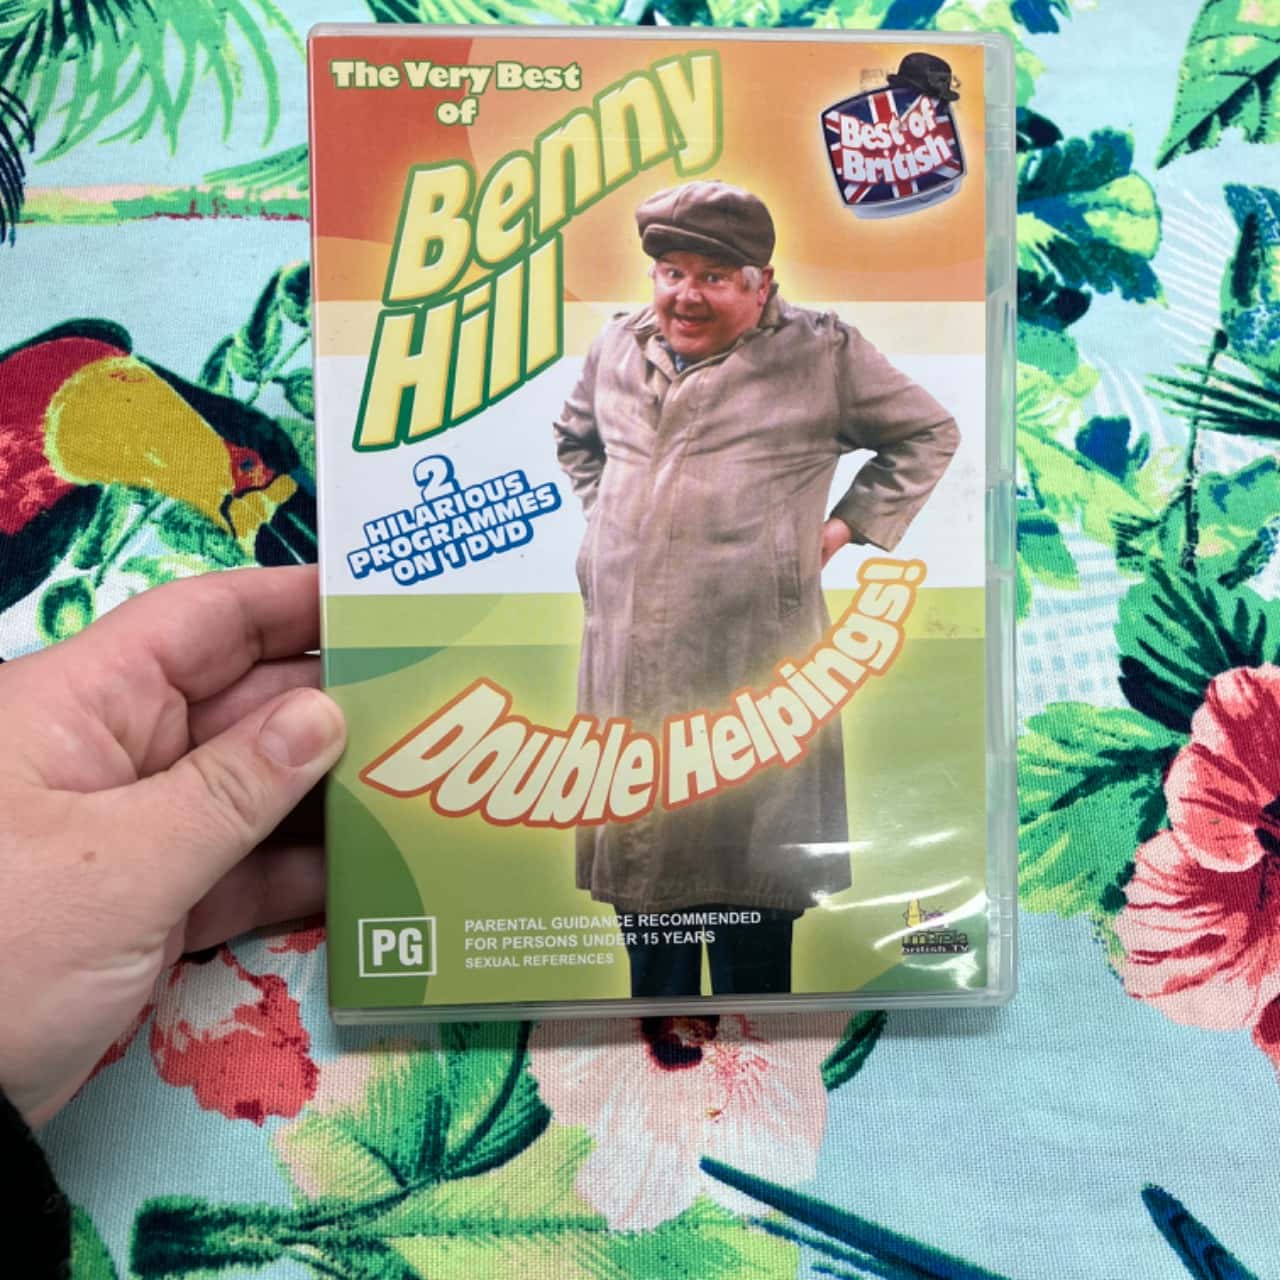 The Very Best
of
Benny
Hill
Best of
British
2
HILARIOUS
PROGRAMMES
ON 1 DVD
Double Helpings!
PG
PARENTAL GUIDANCE RECOMMENDED
FOR PERSONS UNDER 15 YEARS
SEXUAL REFERENCES
british TV